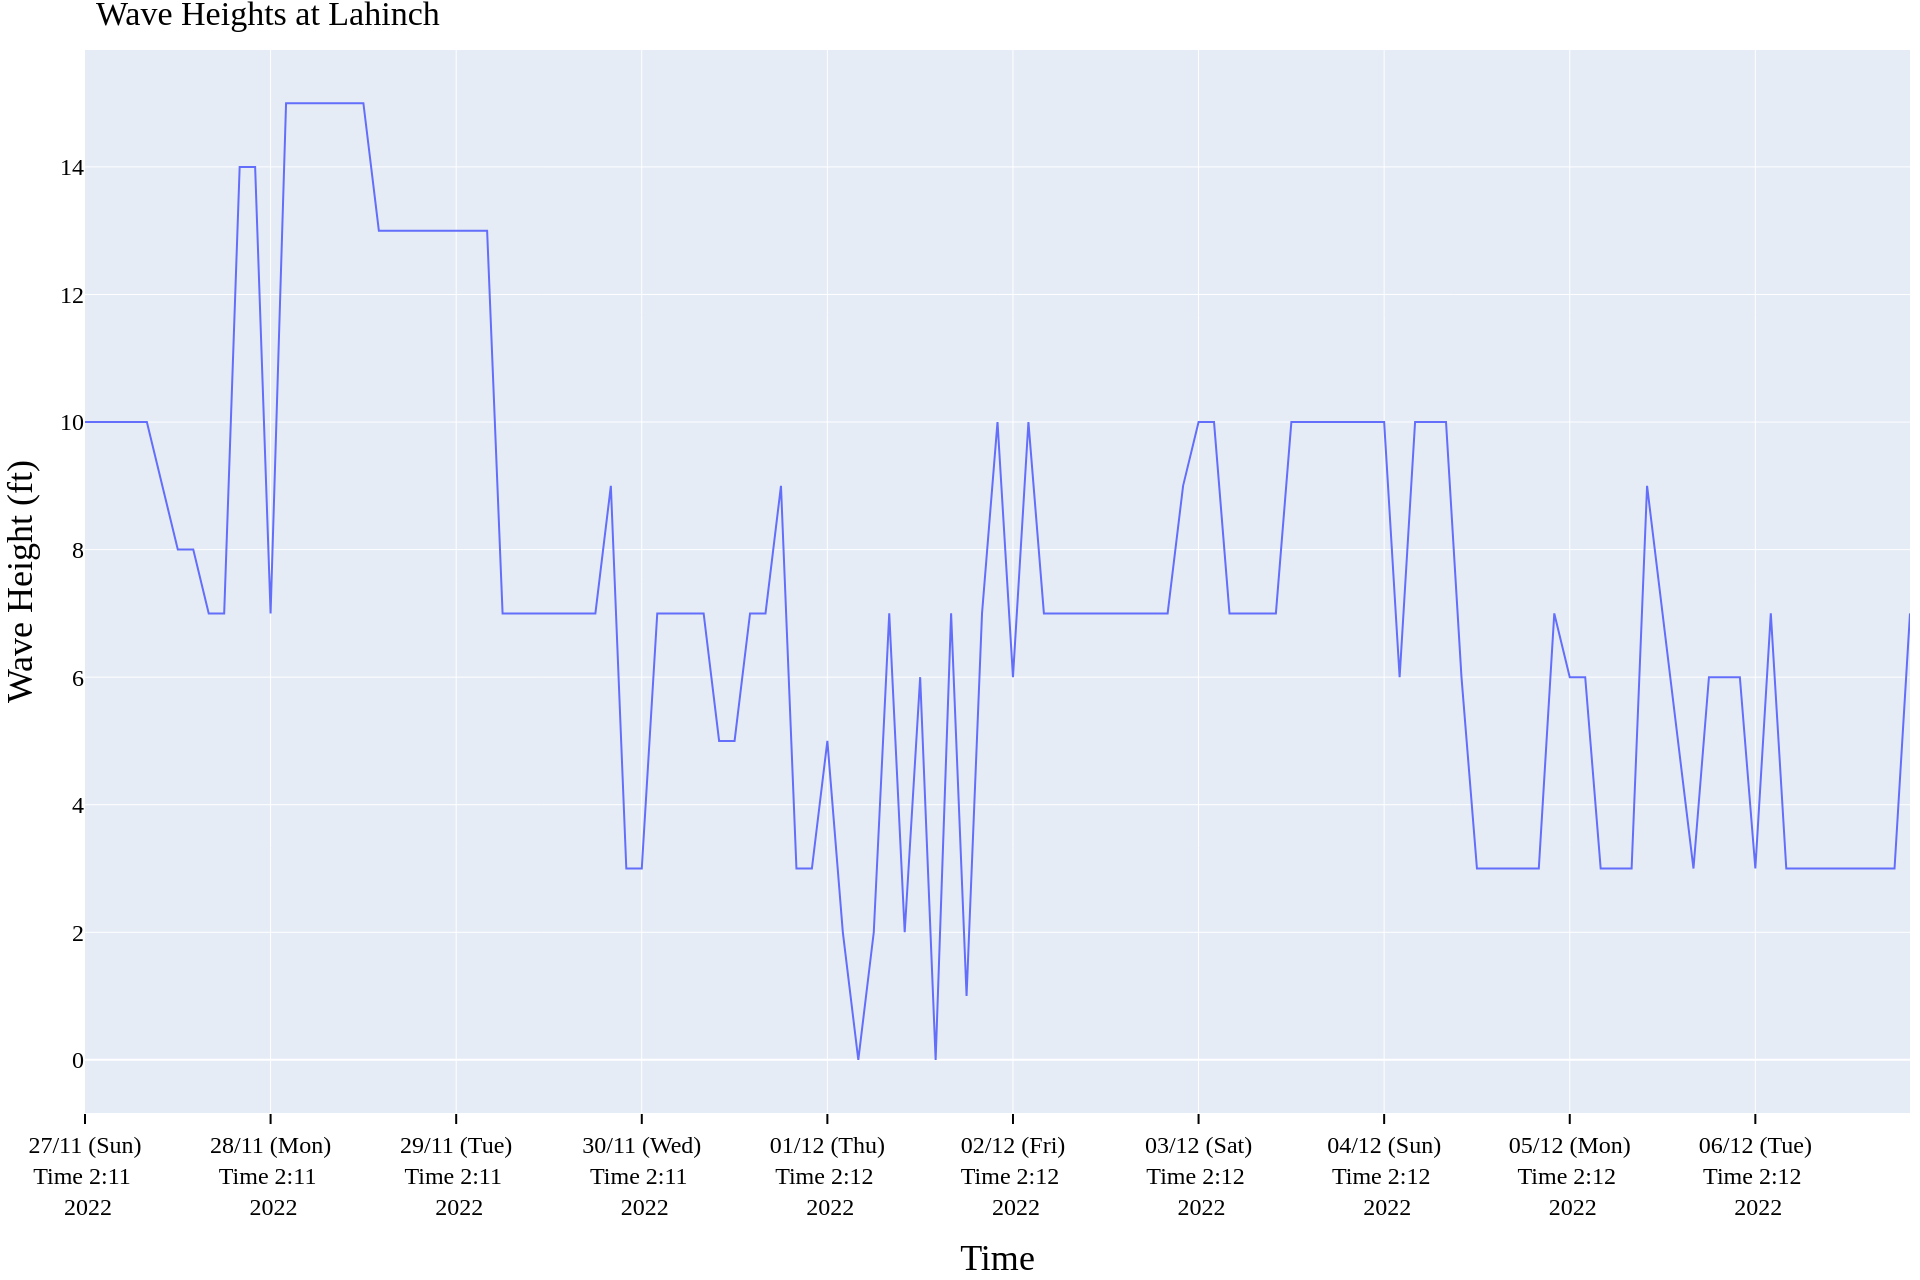 Wave Heights at Lahinch
Wave Height (ft)
14
12
10
8
6
4
2
0
27/11 (Sun)
Time 2:11
2022
28/11 (Mon)
Time 2:11
2022
29/11 (Tue)
Time 2:11
2022
30/11 (Wed)
Time 2:11
2022
01/12 (Thu)
Time 2:12
2022
02/12 (Fri)
Time 2:12
2022
03/12 (Sat)
Time 2:12
2022
04/12 (Sun)
Time 2:12
2022
05/12 (Mon)
Time 2:12
2022
06/12 (Tue)
Time 2:12
2022
Time